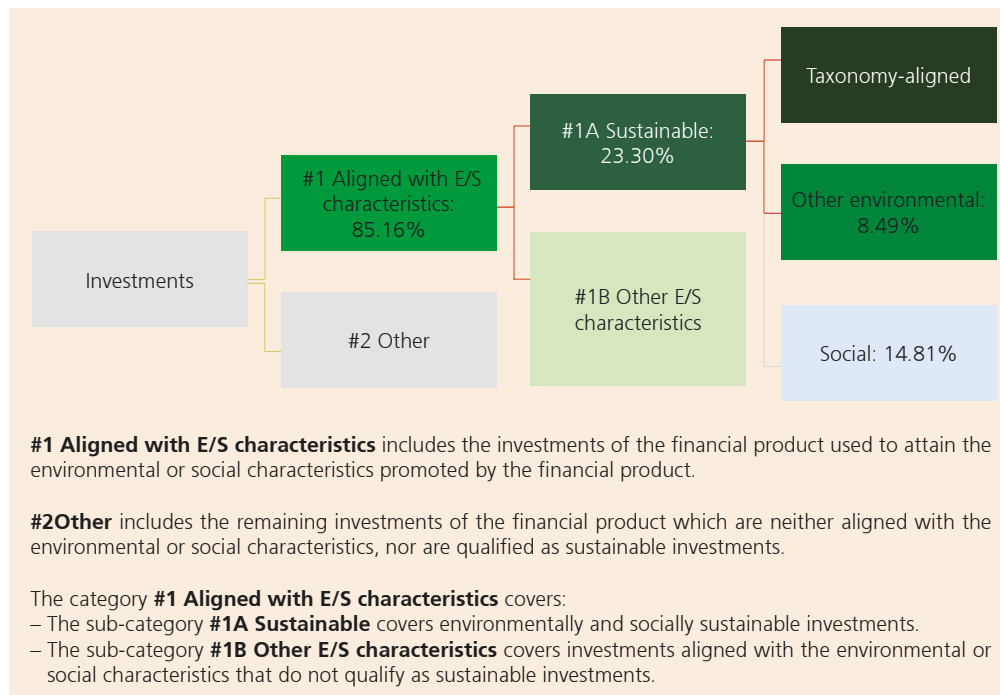 Taxonomy-aligned
#1A Sustainable:
23.30%
#1 Aligned with E/S
characteristics:
85.16%
Other environmental:
8.49%
Investments
#1B Other E/S
characteristics
#2 Other
Social: 14.81%
#1 Aligned with E/S characteristics includes the investments of the financial product used to attain the
environmental or social characteristics promoted by the financial product.
#2Other includes the remaining investments of the financial product which are neither aligned with the
environmental or social characteristics, nor are qualified as sustainable investments.
The category #1 Aligned with E/S characteristics covers:
– The sub-category #1A Sustainable covers environmentally and socially sustainable investments.
– The sub-category #1B Other E/S characteristics covers investments aligned with the environmental or
social characteristics that do not qualify as sustainable investments.